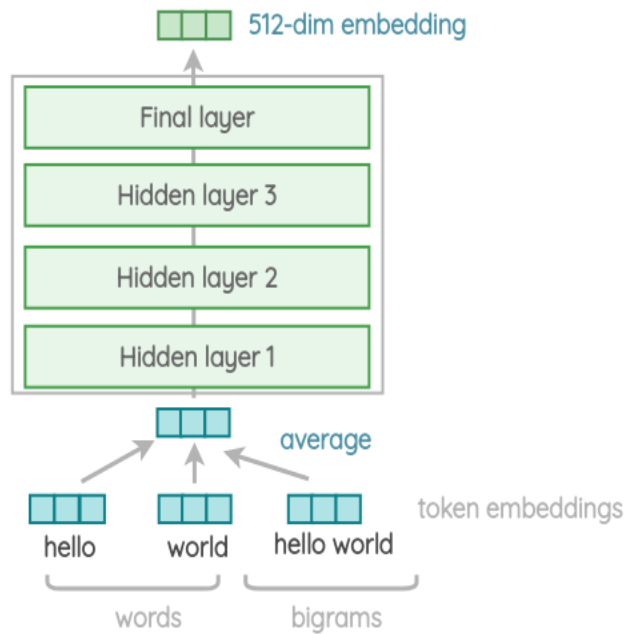 512-dim embedding
Final layer
Hidden layer 3
Hidden layer 2
Hidden layer 1
average
token embeddings
hello world hello world
words bigrams